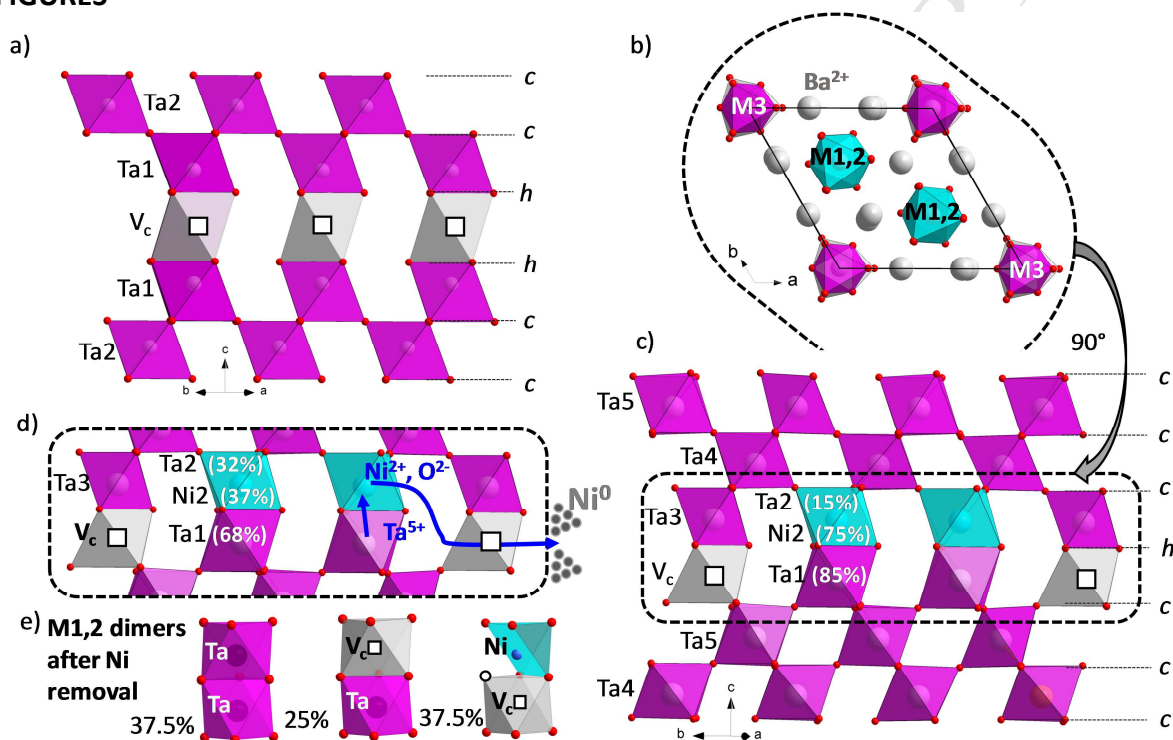 FIGURES
a)
c
Ta2
c
Ta1
h
Vc
h
Ta1
c
Ta2
c
c
b
a
b)
Ba2+
M3
M1,2
M1,2
M3
b
a
90°
c)
c
Ta5
c
Ta4
c
Ta3
Ta2 (15%)
Ni2 (75%)
h
Vc
Ta1 (85%)
c
Ta5
c
Ta4
c
c
b
a
d)
Ta3
Ta2 (32%)
Ni2+, O2-
Ni2 (37%)
Ni0
Vc
Ta1 (68%)
Ta5+
e) M1,2 dimers
after Ni
removal
Ta
Ta
37.5%
Vc
Ta
25%
Ni
Vc
37.5%